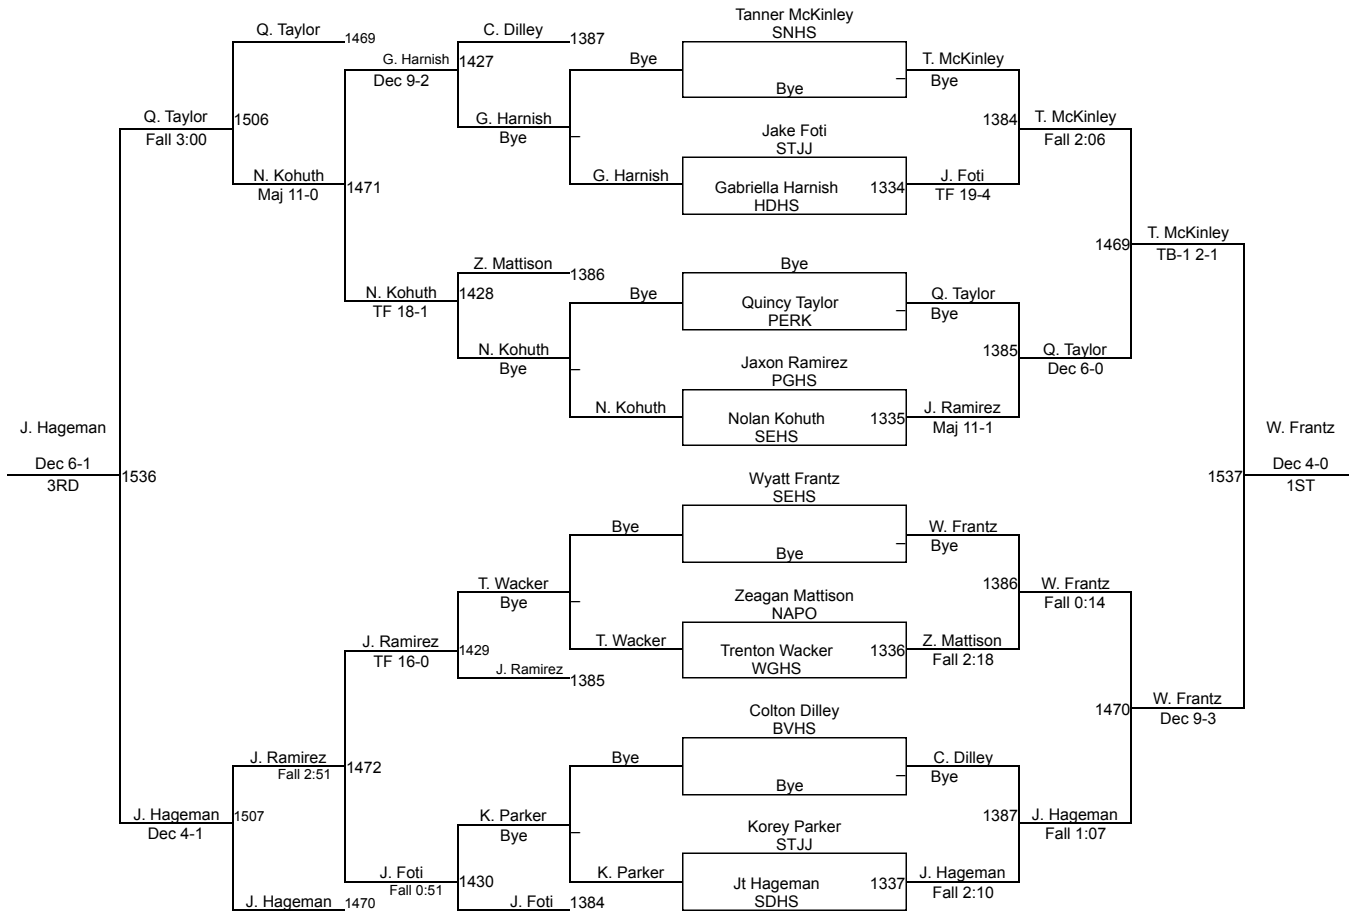 Tanner McKinley
SNHS
Q. Taylor
1469
C. Dilley
1387
G. Harnish
1427
Dec 9-2
Bye
T. McKinley
Bye
Bye
Q. Taylor
1506
Fall 3:00
G. Harnish
Bye
Jake Foti
STJJ
1384
T. McKinley
Fall 2:06
N. Kohuth
1471
Maj 11-0
G. Harnish
Gabriella Harnish
HDHS
1334
J. Foti
TF 19-4
T. McKinley
1469
TB-1 2-1
Z. Mattison
1386
Bye
N. Kohuth
1428
TF 18-1
Bye
Quincy Taylor
PERK
Q. Taylor
Bye
N. Kohuth
Bye
Jaxon Ramirez
PGHS
1385
Q. Taylor
Dec 6-0
N. Kohuth
Nolan Kohuth
SEHS
1335
J. Ramirez
Maj 11-1
J. Hageman
Dec 6-1
3RD
1536
W. Frantz
1537
Dec 4-0
1ST
Wyatt Frantz
SEHS
Bye
Bye
W. Frantz
Bye
T. Wacker
Bye
Zeagan Mattison
NAPO
1386
W. Frantz
Fall 0:14
J. Ramirez
1429
TF 16-0
T. Wacker
Trenton Wacker
WGHS
1336
Z. Mattison
Fall 2:18
J. Ramirez
1385
Colton Dilley
BVHS
1470
W. Frantz
Dec 9-3
J. Ramirez
1472
Fall 2:51
Bye
Bye
C. Dilley
Bye
J. Hageman
1507
Dec 4-1
K. Parker
Bye
Korey Parker
STJJ
1387
J. Hageman
Fall 1:07
J. Foti
1430
Fall 0:51
K. Parker
Jt Hageman
SDHS
1337
J. Hageman
Fall 2:10
J. Hageman
1470
J. Foti
1384